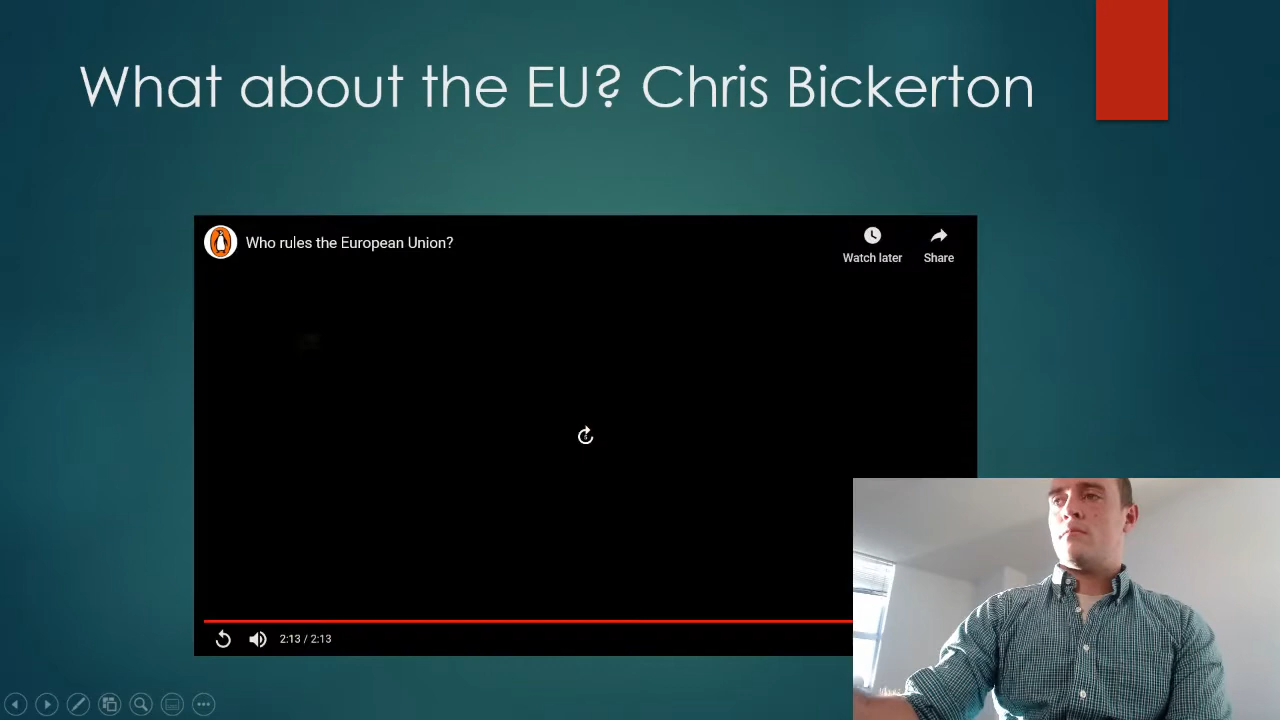 What about the EU? Chris Bickerton
Who rules the European Union?
Watch later
Share
2:13 / 2:13